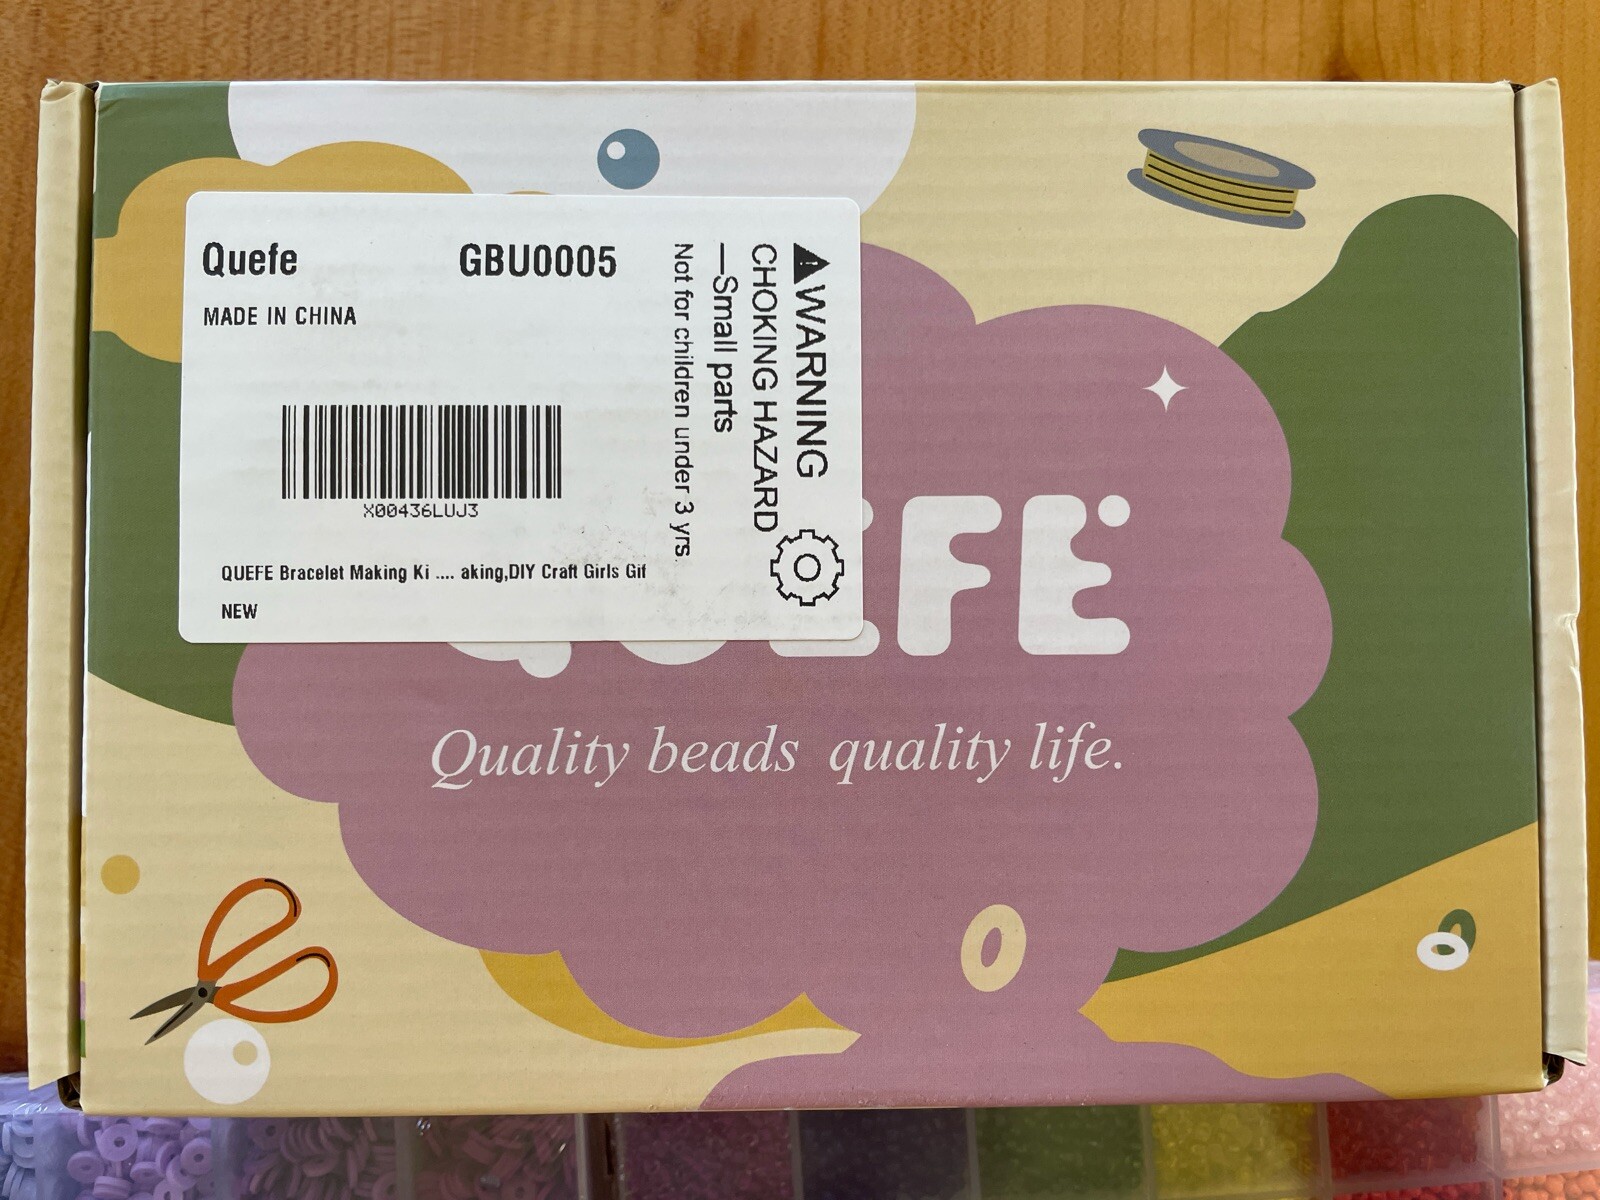 Quefe GBU0005
MADE IN CHINA
X00436LUJ3
QUEFE Bracelet Making Ki .... aking,DIY Craft Girls Gif
NEW
WARNING
CHOKING HAZARD
—Small parts
Not for children under 3 yrs.
QUEFE
Quality beads quality life.